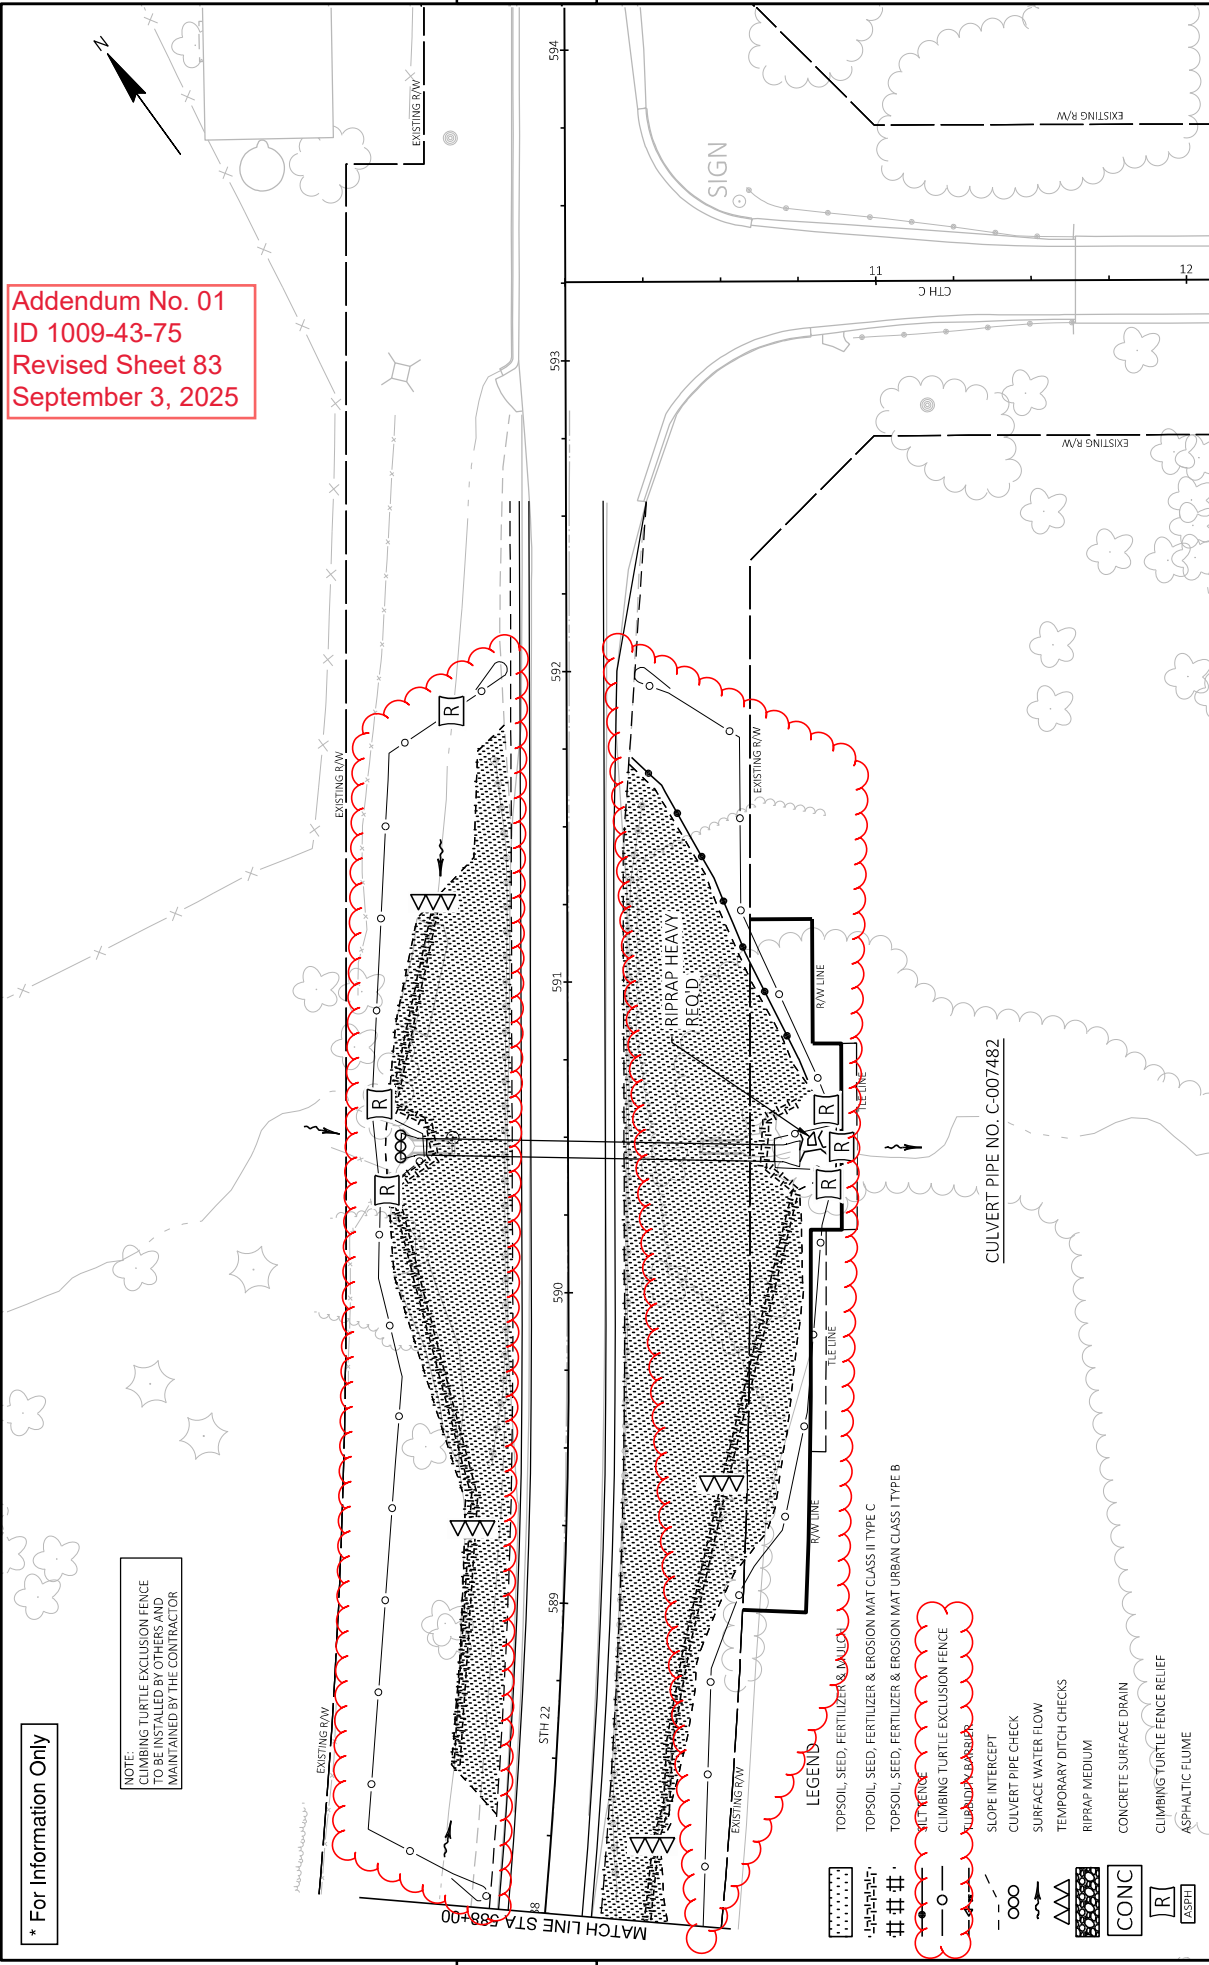 Addendum No. 01
ID 1009-43-75
Revised Sheet 83
September 3, 2025
* For Information Only
NOTE:
CLIMBING TURTLE EXCLUSION FENCE
TO BE INSTALLED BY OTHERS AND
MAINTAINED BY THE CONTRACTOR
N
EXISTING R/W
EXISTING R/W
EXISTING R/W
SIGN
EXISTING R/W
EXISTING R/W
EXISTING R/W
EXISTING R/W
11
12
CTH C
594
593
592
591
590
589
88
STH 22
MATCH LINE STA 588+00
RIPRAP HEAVY
REQ'D
R/W LINE
TLE LINE
TLE LINE
R/W LINE
R
R
R
R
R
R
CULVERT PIPE NO. C-007482
LEGEND
TOPSOIL, SEED, FERTILIZER & MULCH
TOPSOIL, SEED, FERTILIZER & EROSION MAT CLASS II TYPE C
TOPSOIL, SEED, FERTILIZER & EROSION MAT URBAN CLASS I TYPE B
SILT FENCE
CLIMBING TURTLE EXCLUSION FENCE
TURBIDITY BARRIER
SLOPE INTERCEPT
CULVERT PIPE CHECK
SURFACE WATER FLOW
TEMPORARY DITCH CHECKS
RIPRAP MEDIUM
CONC
CONCRETE SURFACE DRAIN
R
CLIMBING TURTLE FENCE RELIEF
ASPH
ASPHALTIC FLUME